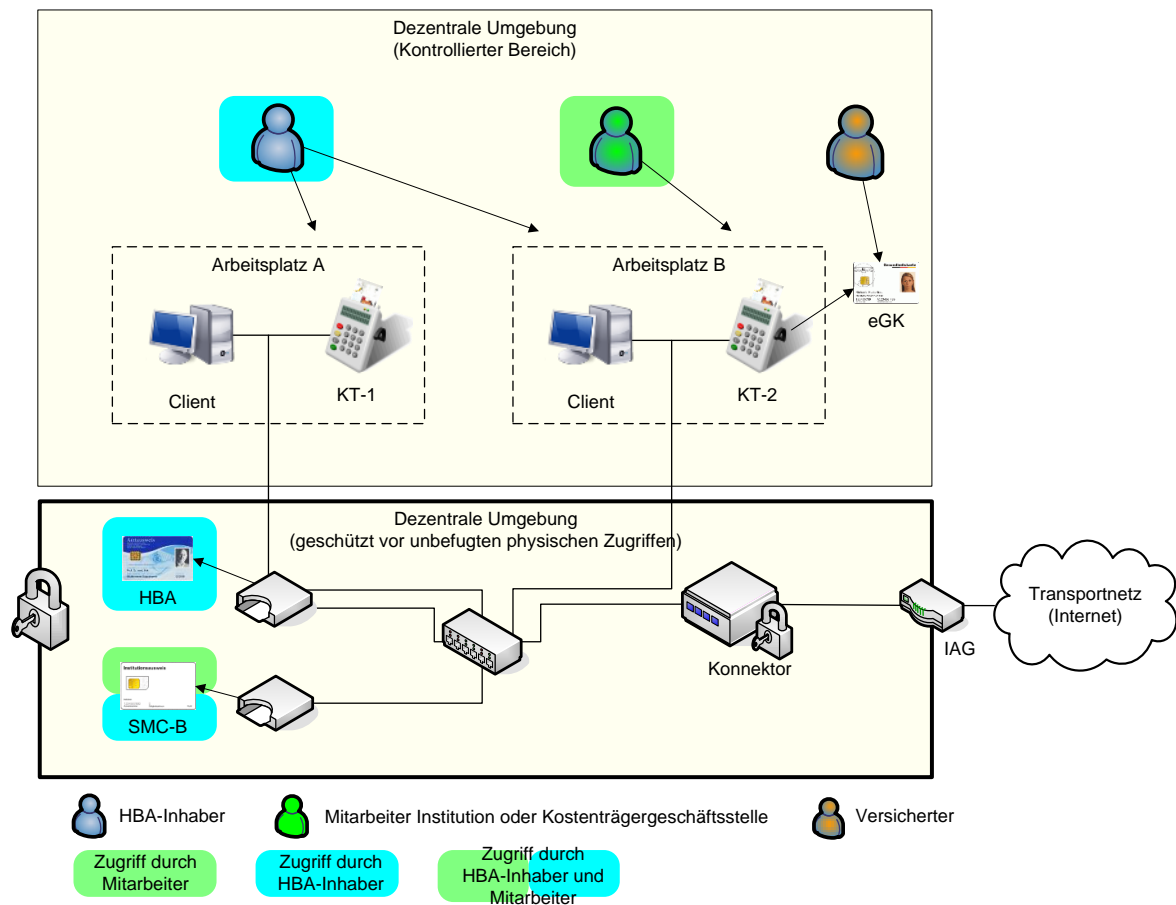 Dezentrale Umgebung
(Kontrollierter Bereich)
Arbeitsplatz A
Arbeitsplatz B
eGK
Client
KT-1
Client
KT-2
Dezentrale Umgebung
(geschützt vor unbefugten physischen Zugriffen)
HBA
Transportnetz
(Internet)
IAG
Konnektor
Institutionsausweis
SMC-B
HBA-Inhaber
Mitarbeiter Institution oder Kostenträgergeschäftsstelle
Versicherter
Zugriff durch
Mitarbeiter
Zugriff durch
HBA-Inhaber
Zugriff durch
HBA-Inhaber und
Mitarbeiter